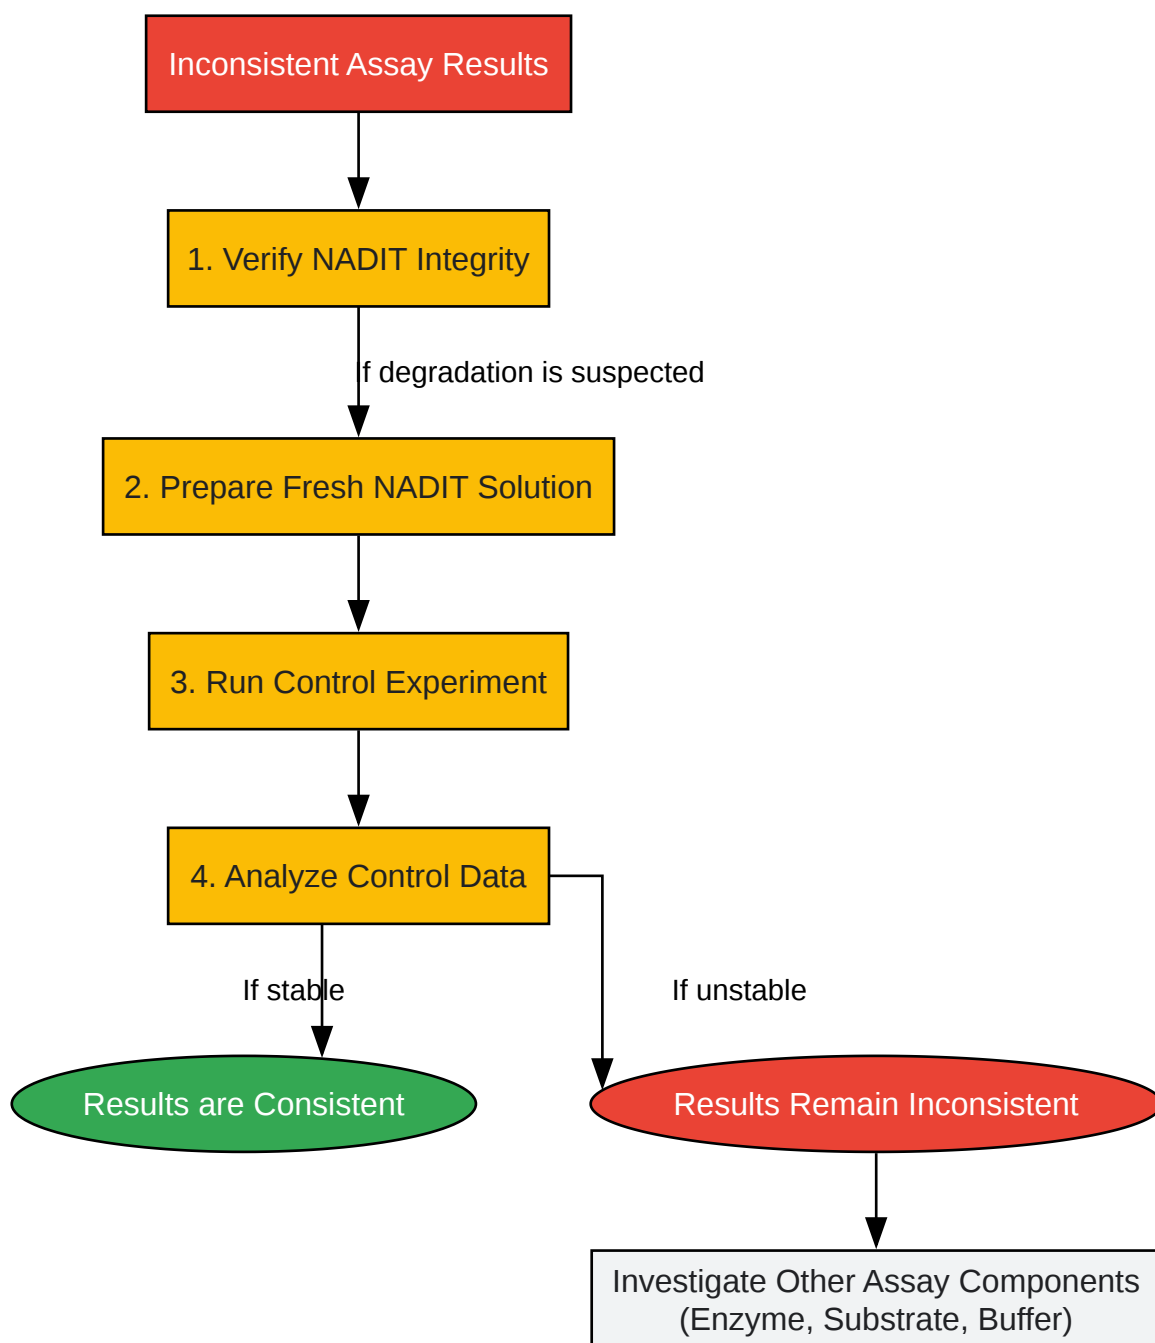 Inconsistent Assay Results
1. Verify NADIT Integrity
If degradation is suspected
2. Prepare Fresh NADIT Solution
3. Run Control Experiment
4. Analyze Control Data
If stable
If unstable
Results are Consistent
Results Remain Inconsistent
Investigate Other Assay Components
(Enzyme, Substrate, Buffer)